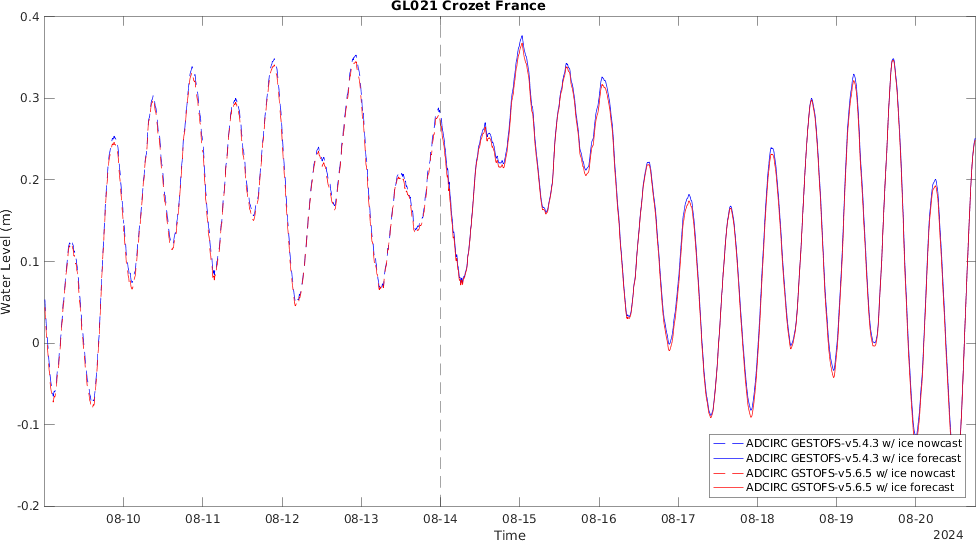 GL021 Crozet France
0.4
0.3
0.2
0.1
0
-0.1
-0.2
Water Level (m)
ADCIRC GESTOFS-v5.4.3 w/ ice nowcast
ADCIRC GESTOFS-v5.4.3 w/ ice forecast
ADCIRC GSTOFS-v5.6.5 w/ ice nowcast
ADCIRC GSTOFS-v5.6.5 w/ ice forecast
08-10 08-11 08-12 08-13 08-14 08-15 08-16 08-17 08-18 08-19 08-20
Time
2024